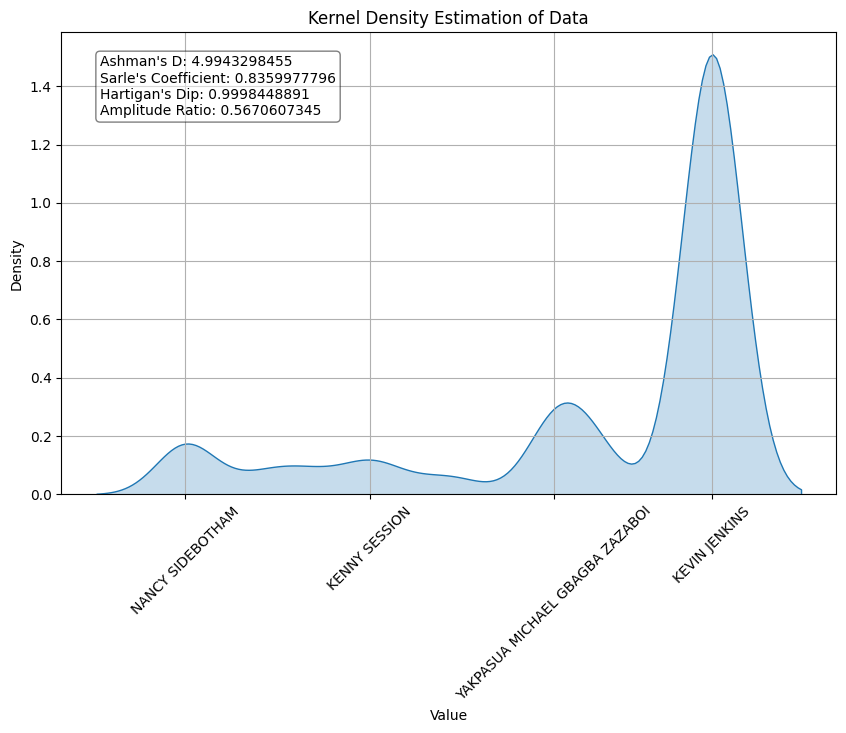 Kernel Density Estimation of Data
Ashman's D: 4.9943298455
Sarle's Coefficient: 0.8359977796
Hartigan's Dip: 0.9998448891
Amplitude Ratio: 0.5670607345
Density
1.4
1.2
1.0
0.8
0.6
0.4
0.2
0.0
NANCY SIDEBOTHAM
KENNY SESSION
YAKPASUA MICHAEL GBAGBA ZAZABOI
KEVIN JENKINS
Value